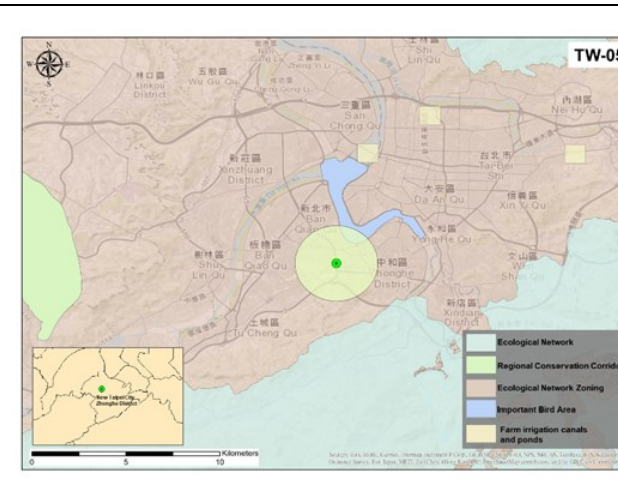 N
W E
S
TW-05
林口區
Linkou
District
五股區
Wu Gu Qu
Shi
Lin Qu
內湖區
Nei Hu Qu
三重區
San
Chong Qu
新莊區
Xinzhuang
District
台北市
Tai Bei
Shi
大安區
Da An Qu
信義區
Xin Yi Qu
新北市
Ban
永和區
Yong He Qu
板橋區
Ban
Qiao Qu
樹林區
Shu
Lin Qu
中和區
Zhonghe
District
文山區
Wen
Shan Qu
新店區
Xindian
District
土城區
Tu Cheng Qu
New Taipei City,
Zhonghe District
0 5 10 Kilometers
Ecological Network
Regional Conservation Corrido
Ecological Network Zoning
Important Bird Area
Farm irrigation canals
and ponds